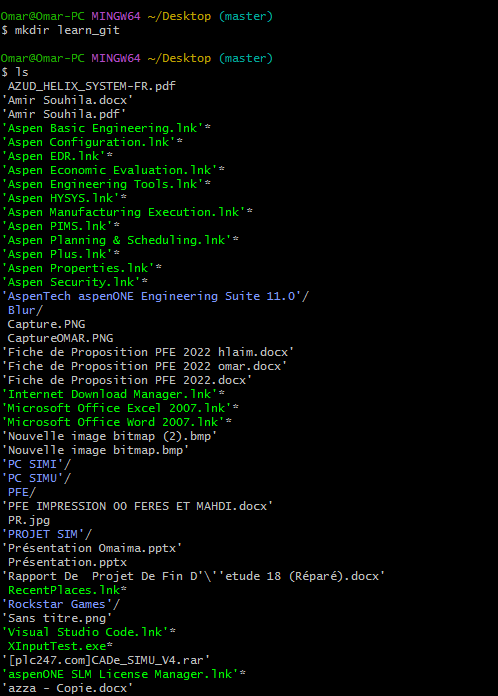 Omar@Omar-PC MINGW64 ~/Desktop (master)
$ mkdir learn_git

Omar@Omar-PC MINGW64 ~/Desktop (master)
$ ls
 AZUD_HELIX_SYSTEM-FR.pdf
'Amir Souhila.docx'
'Amir Souhila.pdf'
'Aspen Basic Engineering.lnk'*
'Aspen Configuration.lnk'*
'Aspen EDR.lnk'*
'Aspen Economic Evaluation.lnk'*
'Aspen Engineering Tools.lnk'*
'Aspen HYSYS.lnk'*
'Aspen Manufacturing Execution.lnk'*
'Aspen PIMS.lnk'*
'Aspen Planning & Scheduling.lnk'*
'Aspen Plus.lnk'*
'Aspen Properties.lnk'*
'Aspen Security.lnk'*
'AspenTech aspenONE Engineering Suite 11.0'/
 Blur/
 Capture.PNG
 CaptureOMAR.PNG
'Fiche de Proposition PFE 2022 hlaim.docx'
'Fiche de Proposition PFE 2022 omar.docx'
'Fiche de Proposition PFE 2022.docx'
'Internet Download Manager.lnk'*
'Microsoft Office Excel 2007.lnk'*
'Microsoft Office Word 2007.lnk'*
'Nouvelle image bitmap (2).bmp'
'Nouvelle image bitmap.bmp'
'PC SIMI'/
'PC SIMU'/
 PFE/
'PFE IMPRESSION OO FERES ET MAHDI.docx'
 PR.jpg
'PROJET SIM'/
'Présentation Omaima.pptx'
 Présentation.pptx
'Rapport De  Projet De Fin D'\''etude 18 (Réparé).docx'
 RecentPlaces.lnk*
'Rockstar Games'/
'Sans titre.png'
'Visual Studio Code.lnk'*
 XInputTest.exe*
'[plc247.com]CADe_SIMU_V4.rar'
'aspenONE SLM License Manager.lnk'*
'azza - Copie.docx'